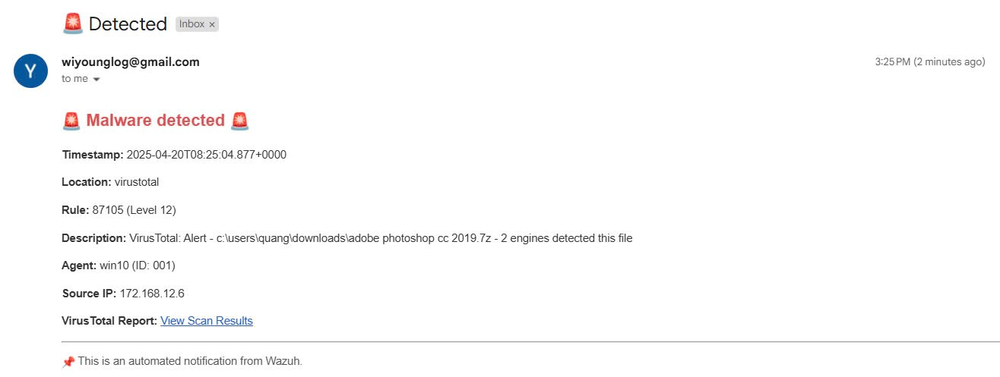 🚨 Detected Inbox ×
Y
wiyounglog@gmail.com 3:25 PM (2 minutes ago)
to me
🚨 Malware detected 🚨
Timestamp: 2025-04-20T08:25:04.877+0000
Location: virustotal
Rule: 87105 (Level 12)
Description: VirusTotal: Alert - c:\users\quang\downloads\adobe photoshop cc 2019.7z - 2 engines detected this file
Agent: win10 (ID: 001)
Source IP: 172.168.12.6
VirusTotal Report: View Scan Results
📌 This is an automated notification from Wazuh.